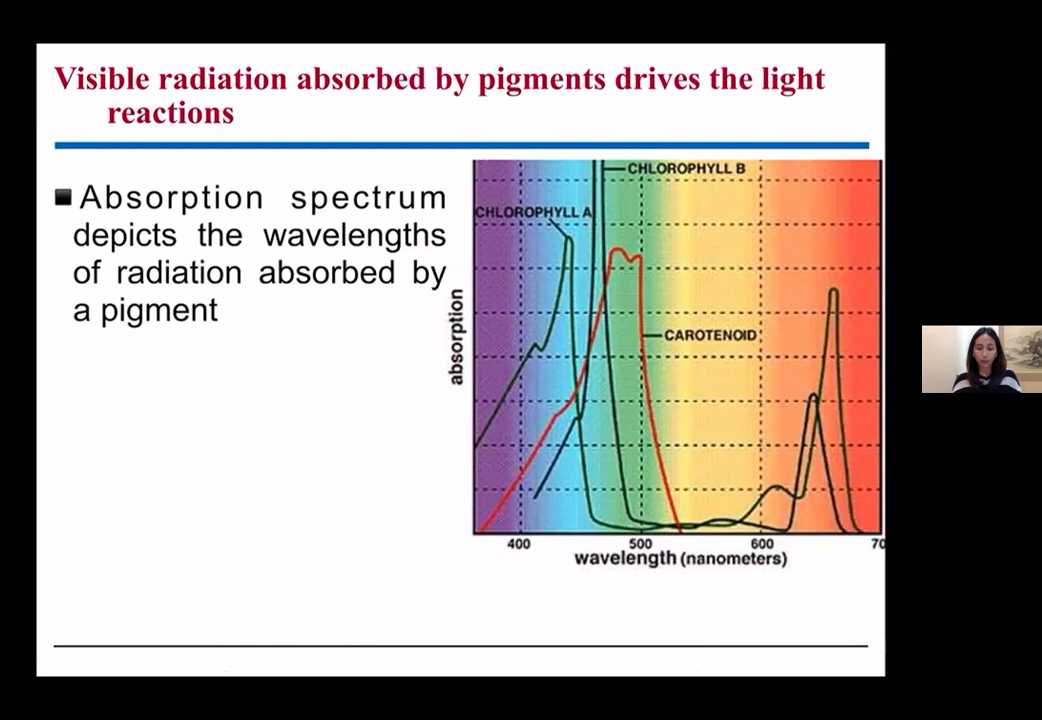 Visible radiation absorbed by pigments drives the light
reactions
Absorption spectrum
depicts the wavelengths
of radiation absorbed by
a pigment
CHLOROPHYLL B
CHLOROPHYLL A
CAROTENOID
absorption
400 500 600 70
wavelength (nanometers)